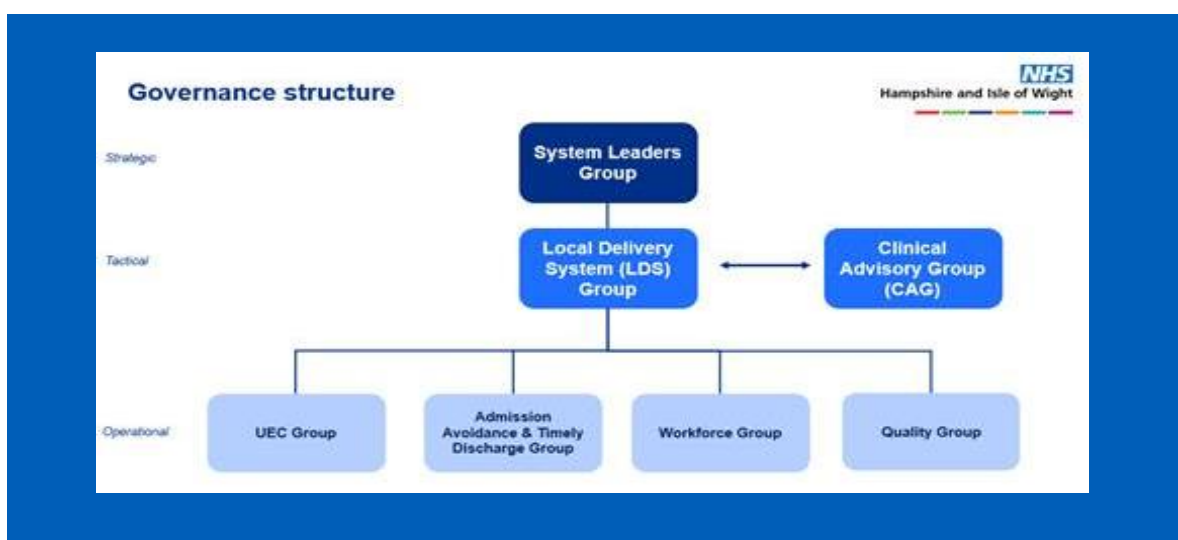 Governance structure
NHS
Hampshire and Isle of Wight
Strategic
System Leaders
Group
Tactical
Local Delivery
System (LDS)
Group
Clinical
Advisory Group
(CAG)
Operational
UEC Group
Admission
Avoidance & Timely
Discharge Group
Workforce Group
Quality Group